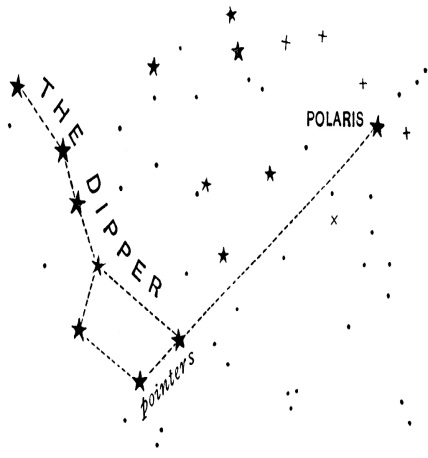 POLARIS
THE DIPPER
pointers